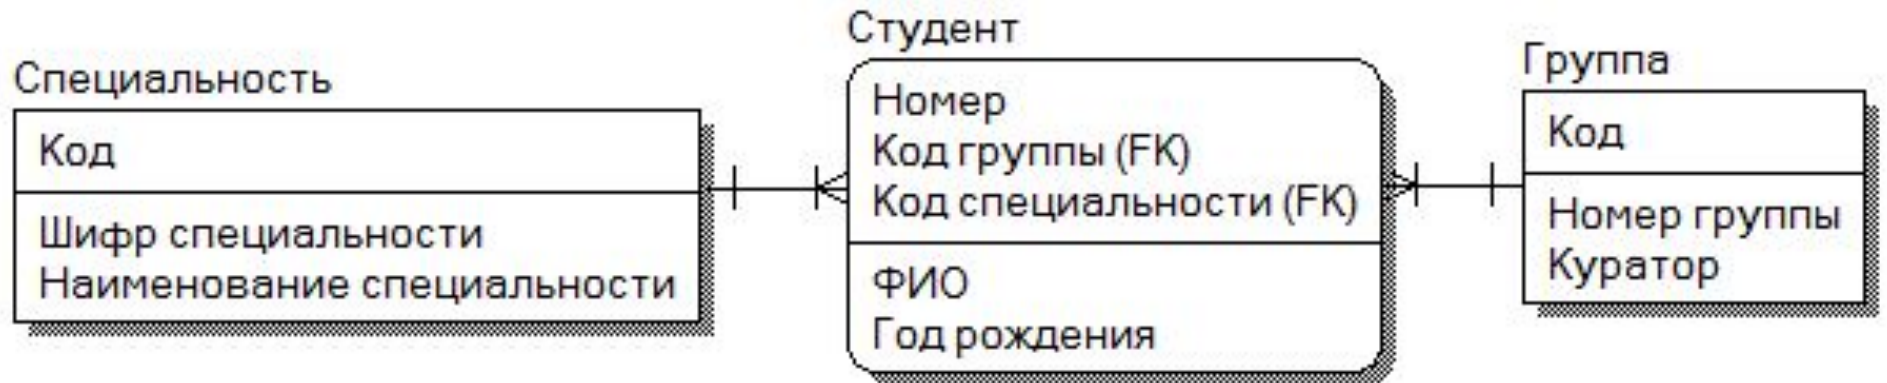 Специальность
Код
Шифр специальности
Наименование специальности
Студент
Номер
Код группы (FK)
Код специальности (FK)
ФИО
Год рождения
Группа
Код
Номер группы
Куратор